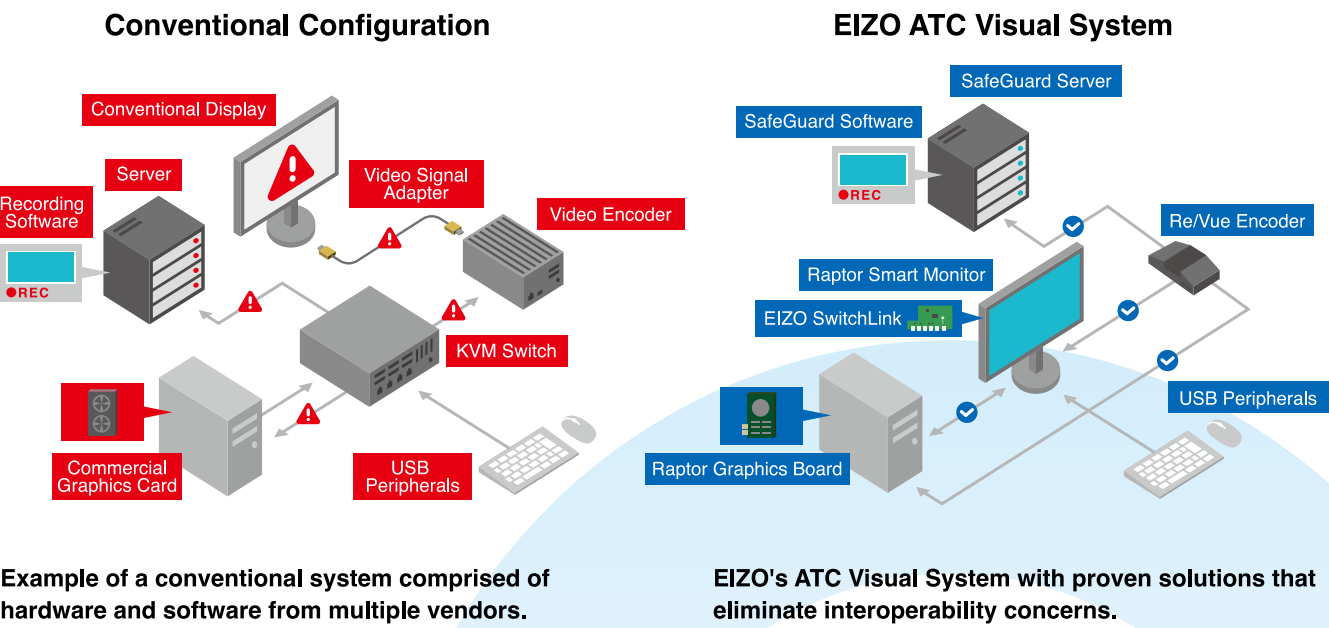 Conventional Configuration
Conventional Display
Server
Recording
Software
REC
Video Signal
Adapter
Video Encoder
KVM Switch
Commercial
Graphics Card
USB
Peripherals
Example of a conventional system comprised of
hardware and software from multiple vendors.
EIZO ATC Visual System
SafeGuard Server
SafeGuard Software
REC
Re/Vue Encoder
Raptor Smart Monitor
EIZO SwitchLink
USB Peripherals
Raptor Graphics Board
EIZO's ATC Visual System with proven solutions that
eliminate interoperability concerns.